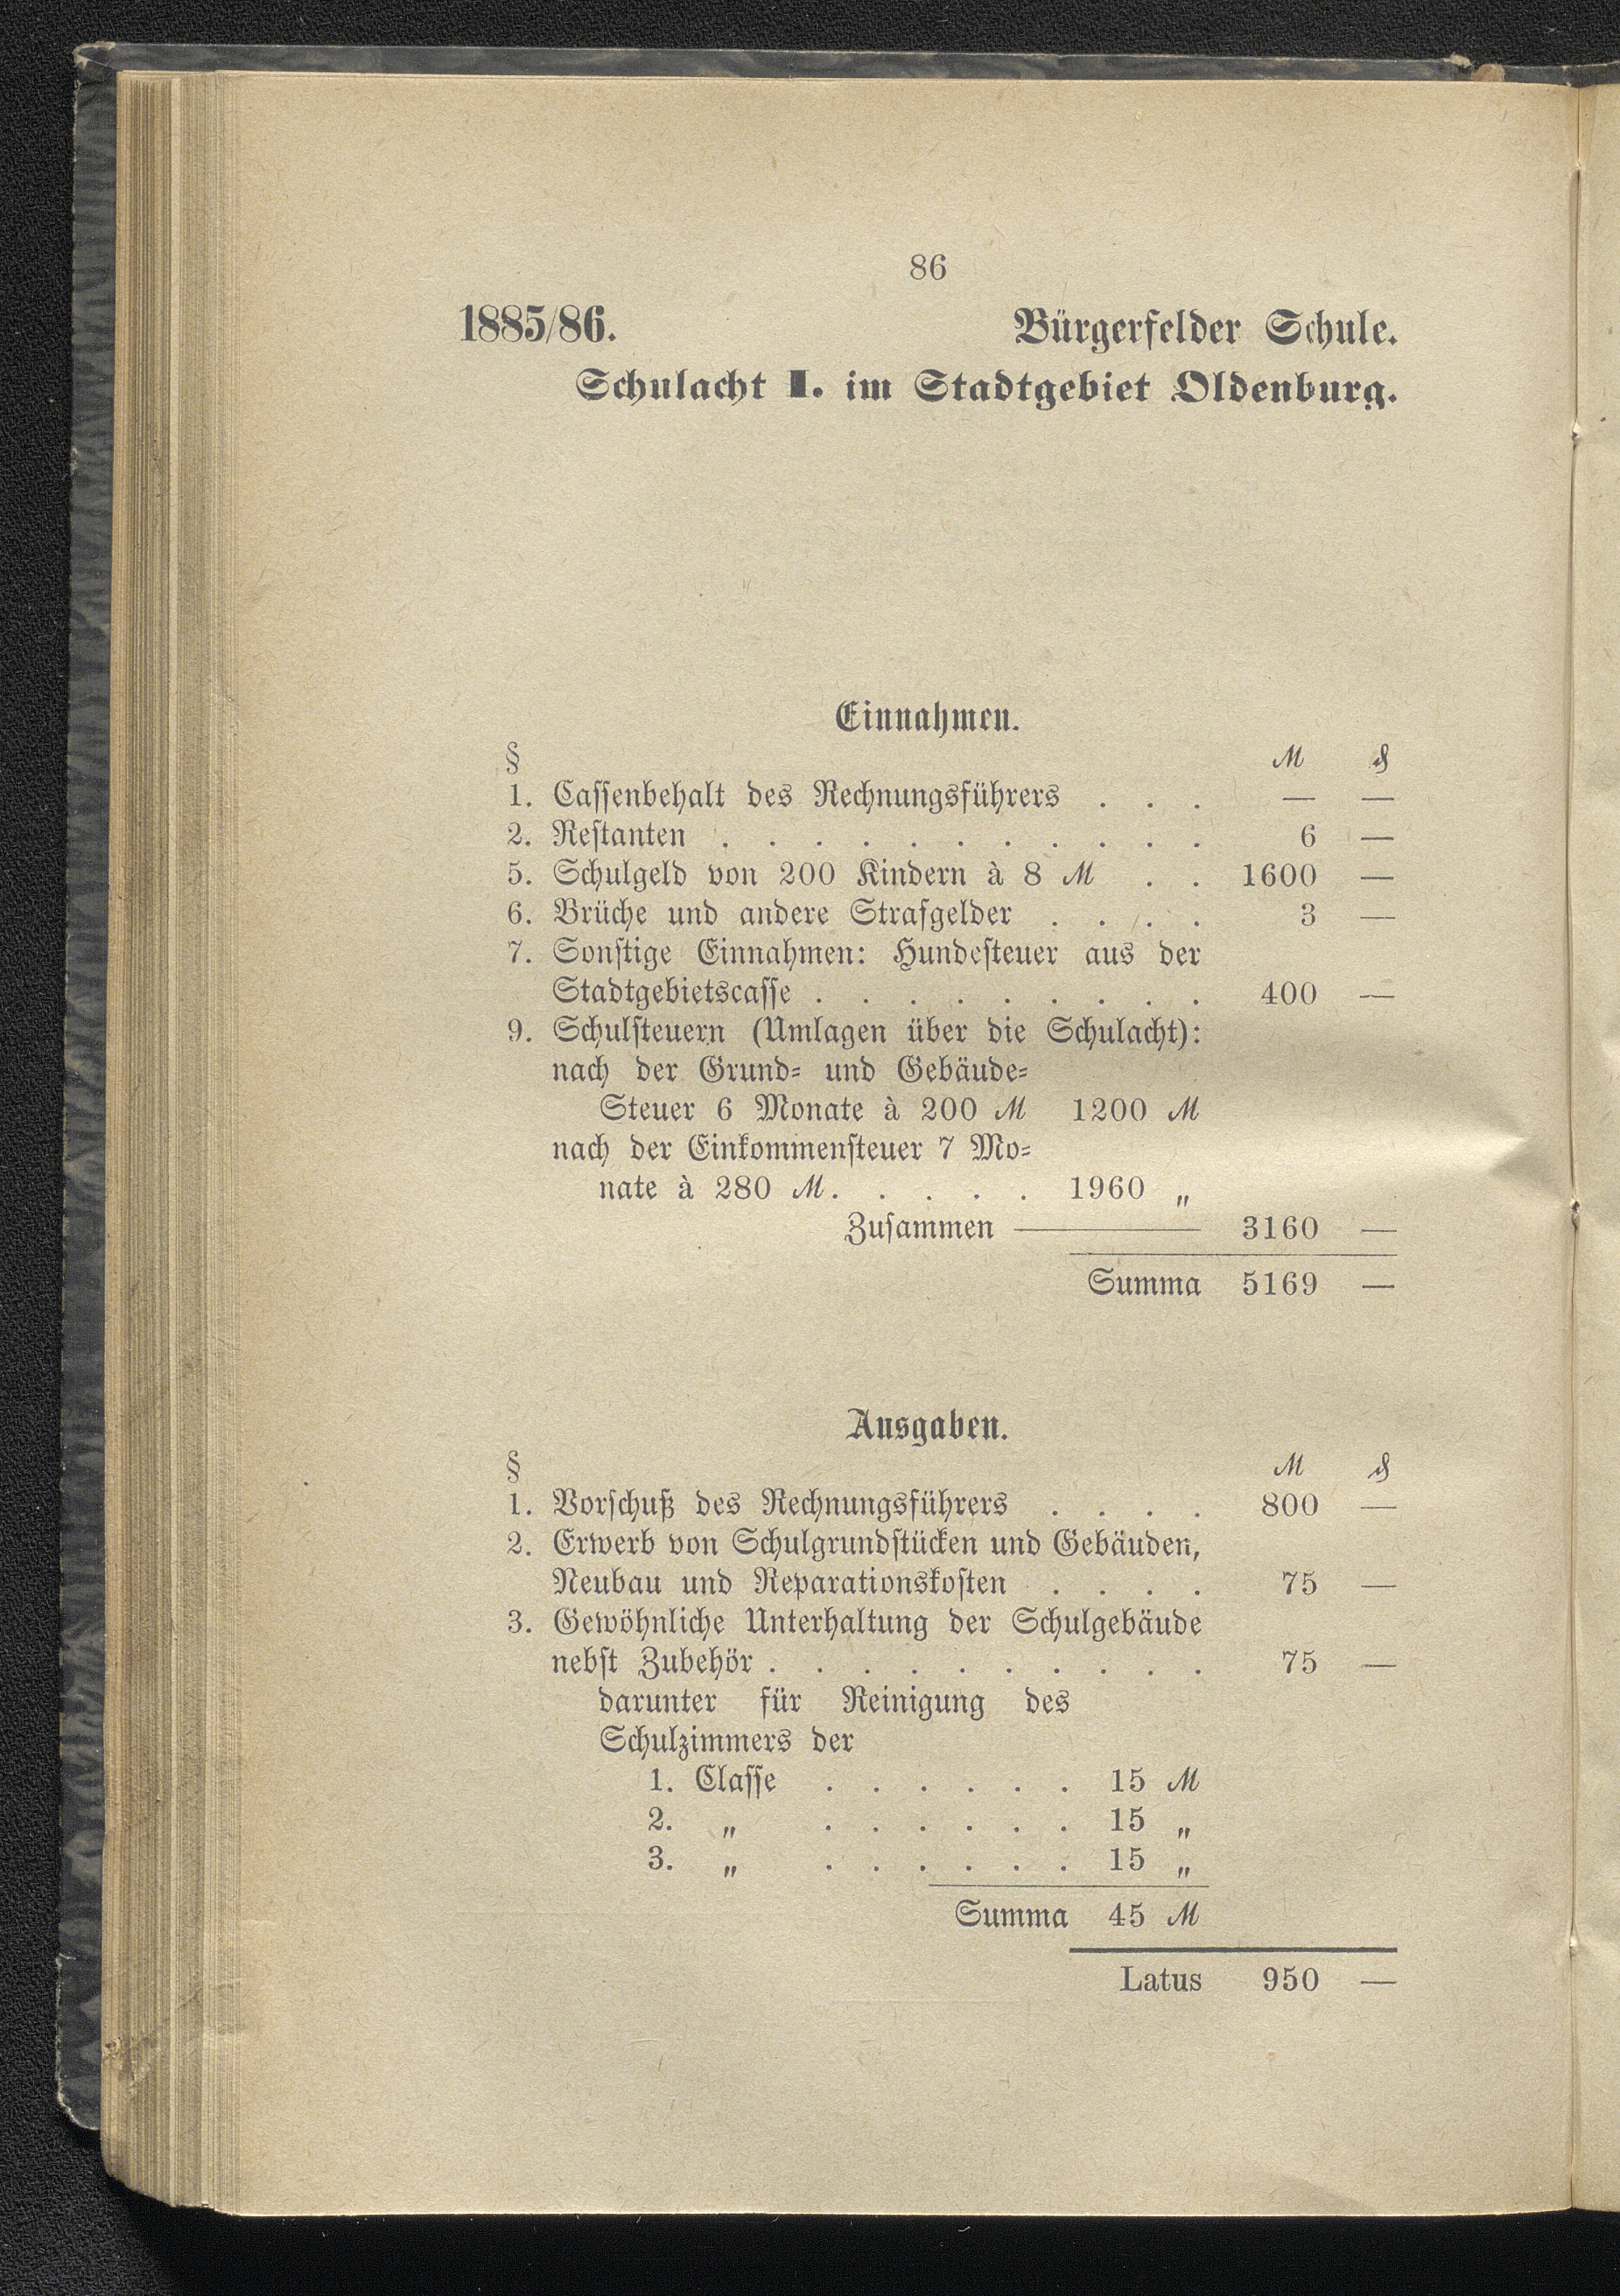 86
1885/86. Bürgerfelder Schule.
Schulacht I. im Stadtgebiet Oldenburg.
Einnahmen.
§ ℳ ₰
1. Cassenbehalt des Rechnungsführers . . . — —
2. Restanten . . . . . . . . . . . 6 —
5. Schulgeld von 200 Kindern à 8 ℳ . . 1600 —
6. Brüche und andere Strafgelder . . . . 3 —
7. Sonstige Einnahmen: Hundesteuer aus der
Stadtgebietscasse . . . . . . . . . 400 —
9. Schulsteuern (Umlagen über die Schulacht):
nach der Grund- und Gebäude-
Steuer 6 Monate à 200 ℳ 1200 ℳ
nach der Einkommensteuer 7 Mo-
nate à 280 ℳ . . . . . 1960 „
Zusammen — 3160 —
Summa 5169 —
Ausgaben.
§ ℳ ₰
1. Vorschuß des Rechnungsführers . . . . 800 —
2. Erwerb von Schulgrundstücken und Gebäuden,
Neubau und Reparationskosten . . . . 75 —
3. Gewöhnliche Unterhaltung der Schulgebäude
nebst Zubehör . . . . . . . . . . 75 —
darunter für Reinigung des
Schulzimmers der
1. Classe . . . . . . 15 ℳ
2. „ . . . . . . 15 „
3. „ . . . . . . 15 „
Summa 45 ℳ
Latus 950 —